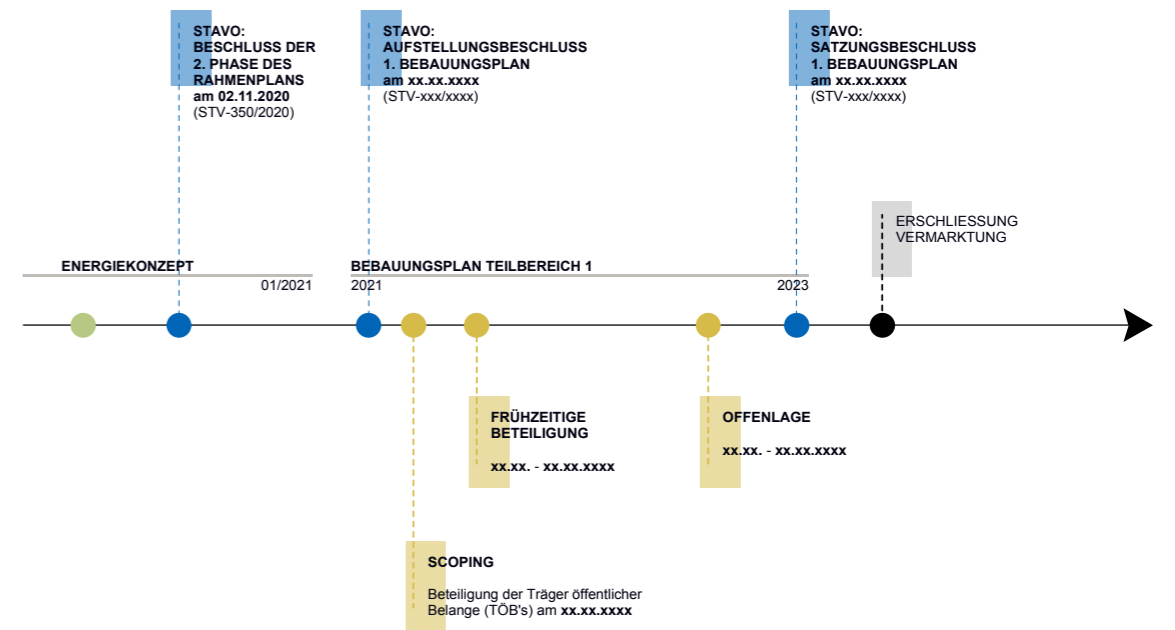 STAVO:
BESCHLUSS DER
2. PHASE DES
RAHMENPLANS
am 02.11.2020
(STV-350/2020)
STAVO:
AUFSTELLUNGSBESCHLUSS
1. BEBAUUNGSPLAN
am xx.xx.xxxx
(STV-xxx/xxxx)
STAVO:
SATZUNGSBESCHLUSS
1. BEBAUUNGSPLAN
am xx.xx.xxxx
(STV-xxx/xxxx)
ERSCHLIESSUNG
VERMARKTUNG
ENERGIEKONZEPT
01/2021
BEBAUUNGSPLAN TEILBEREICH 1
2021
2023
FRÜHZEITIGE
BETEILIGUNG
xx.xx. - xx.xx.xxxx
OFFENLAGE
xx.xx. - xx.xx.xxxx
SCOPING
Beteiligung der Träger öffentlicher
Belange (TÖB's) am xx.xx.xxxx